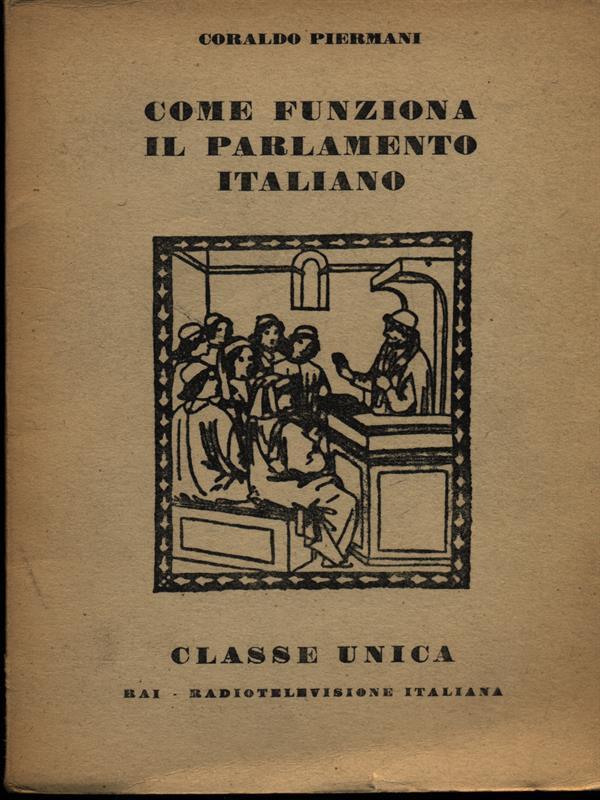 CORALDO PIERMANI
COME FUNZIONA
IL PARLAMENTO
ITALIANO
CLASSE UNICA
RAI - RADIOTELEVISIONE ITALIANA